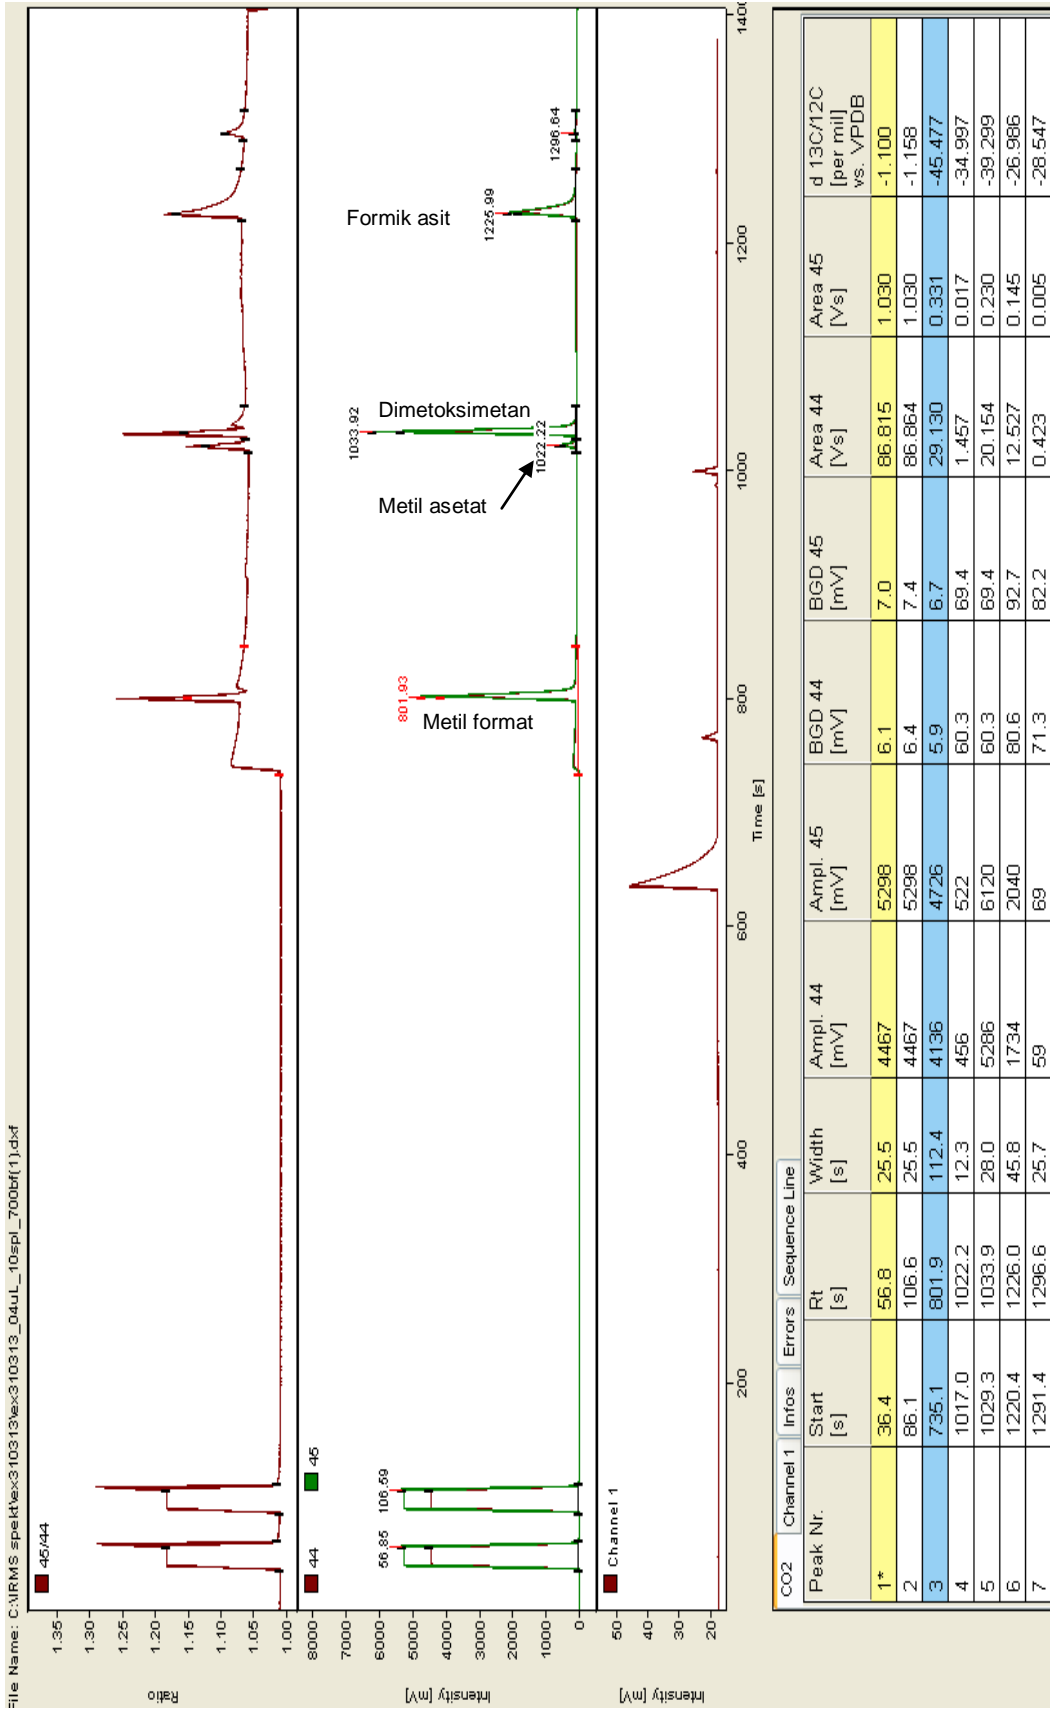 File Name: C:\IRMS spekt\ex310313\ex310313_04uL_10spl_700bf(1).dxf
45/44
1.35
1.30
1.25
1.20
1.15
1.10
1.05
1.00
Ratio
44
45
8000
7000
6000
5000
4000
3000
2000
1000
0
Intensity [mV]
56.85
106.59
801.93
Metil format
1033.92
Dimetoksimetan
1022.22
Metil asetat
Formik asit
1225.99
1296.64
Channel 1
50
40
30
20
Intensity [mV]
200
400
600
800
1000
1200
1400
Time [s]
CO2 Channel 1 Infos Errors Sequence Line
Peak Nr. Start [s] Rt [s] Width [s] Ampl. 44 [mV] Ampl. 45 [mV] BGD 44 [mV] BGD 45 [mV] Area 44 [Vs] Area 45 [Vs] d 13C/12C [per mil] vs. VPDB
1* 36.4 56.8 25.5 4467 5298 6.1 7.0 86.815 1.030 -1.100
2 86.1 106.6 25.5 4467 5298 6.4 7.4 86.864 1.030 -1.158
3 735.1 801.9 112.4 4136 4726 5.9 6.7 29.130 0.331 -45.477
4 1017.0 1022.2 12.3 456 522 60.3 69.4 1.457 0.017 -34.997
5 1029.3 1033.9 28.0 5286 6120 60.3 69.4 20.154 0.230 -39.299
6 1220.4 1226.0 45.8 1734 2040 80.6 92.7 12.527 0.145 -26.986
7 1291.4 1296.6 25.7 59 69 71.3 82.2 0.423 0.005 -28.547